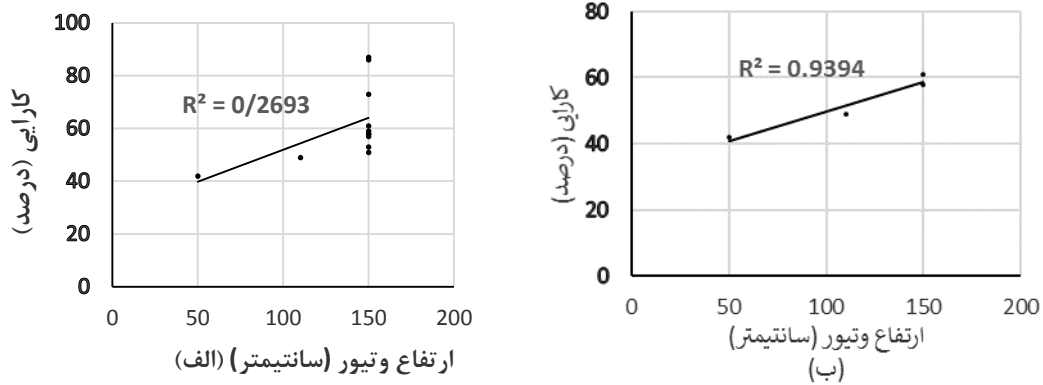 100
80
60
40
20
0
0 50 100 150 200
R² = 0/2693
کارایی (درصد)
ارتفاع وتیور (سانتیمتر) (الف)
80
60
40
20
0
0 50 100 150 200
R² = 0.9394
کارایی (درصد)
ارتفاع وتیور (سانتیمتر)
(ب)